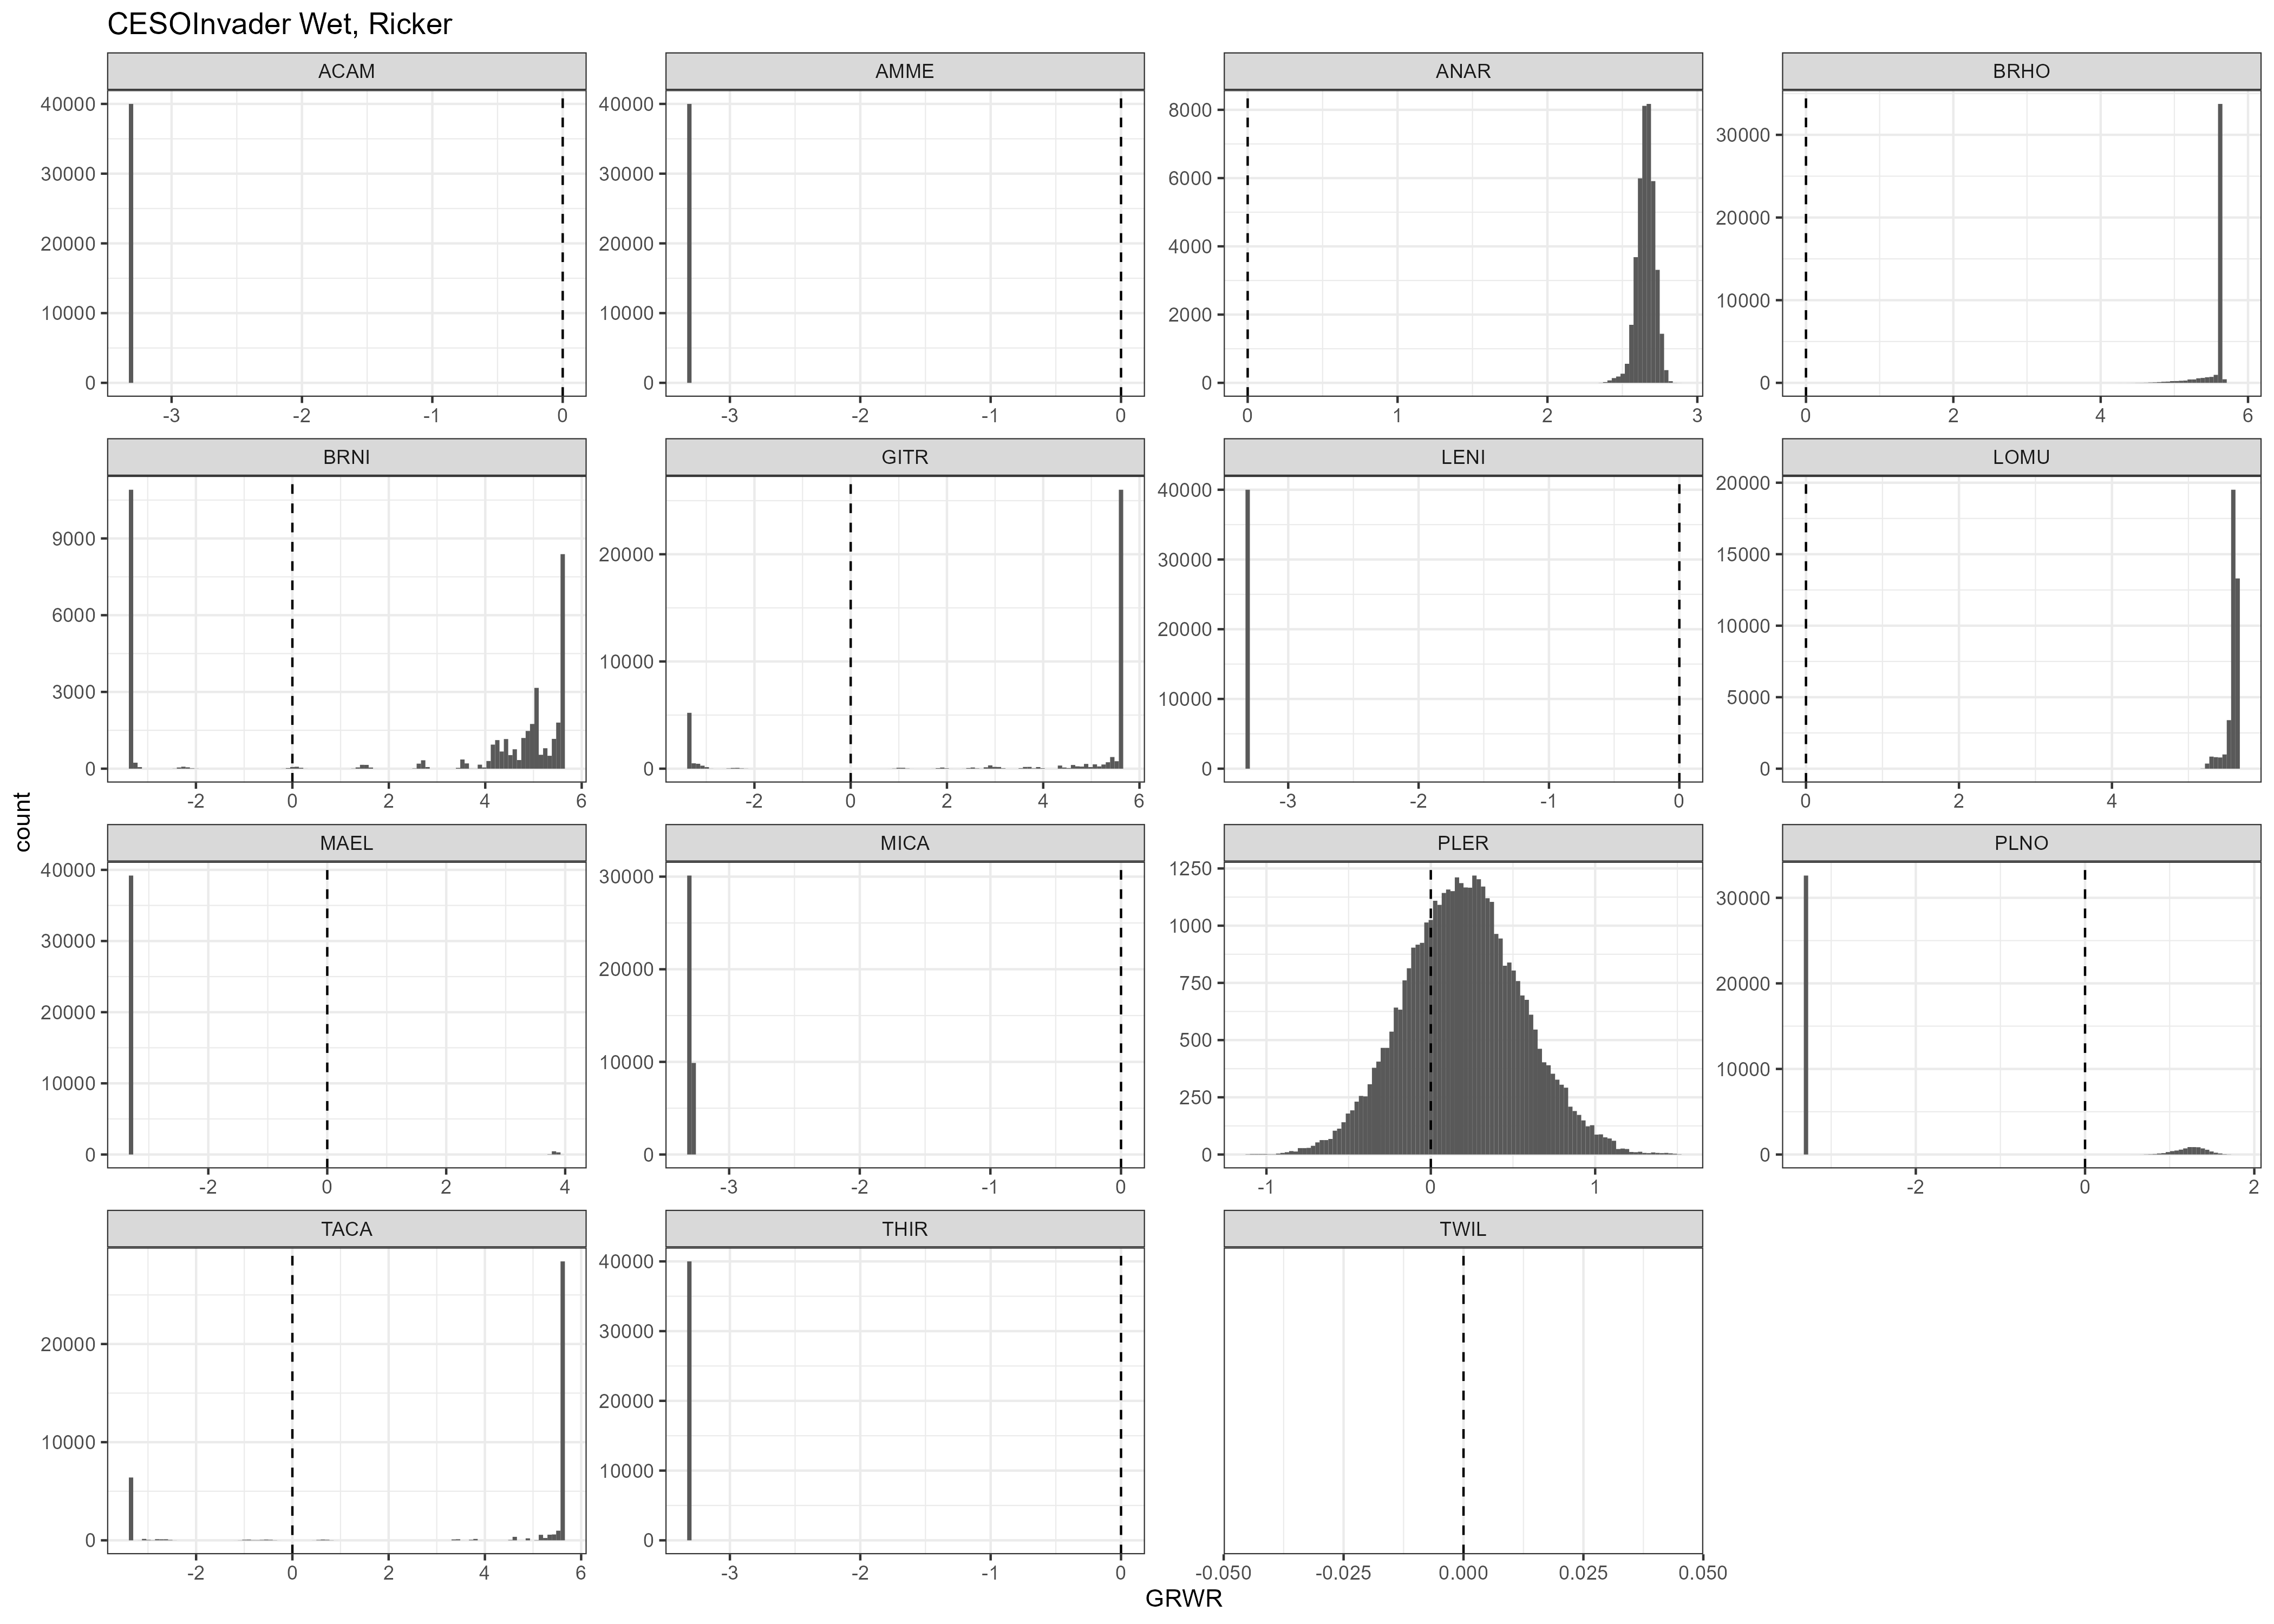 CESOInvader Wet, Ricker
ACAM AMME ANAR BRHO
40000 30000 20000 10000 0
-3 -2 -1 0
40000 30000 20000 10000 0
-3 -2 -1 0
8000 6000 4000 2000 0
0 1 2 3
30000 20000 10000 0
0 2 4 6
BRNI GITR LENI LOMU
9000 6000 3000 0
-2 0 2 4 6
20000 10000 0
-2 0 2 4 6
40000 30000 20000 10000 0
-3 -2 -1 0
20000 15000 10000 5000 0
0 2 4
count
MAEL MICA PLER PLNO
40000 30000 20000 10000 0
-2 0 2 4
30000 20000 10000 0
-3 -2 -1 0
1250 1000 750 500 250 0
-1 0 1
30000 20000 10000 0
-2 0 2
TACA THIR TWIL
20000 10000 0
-2 0 2 4 6
40000 30000 20000 10000 0
-3 -2 -1 0
-0.050 -0.025 0.000 0.025 0.050
GRWR